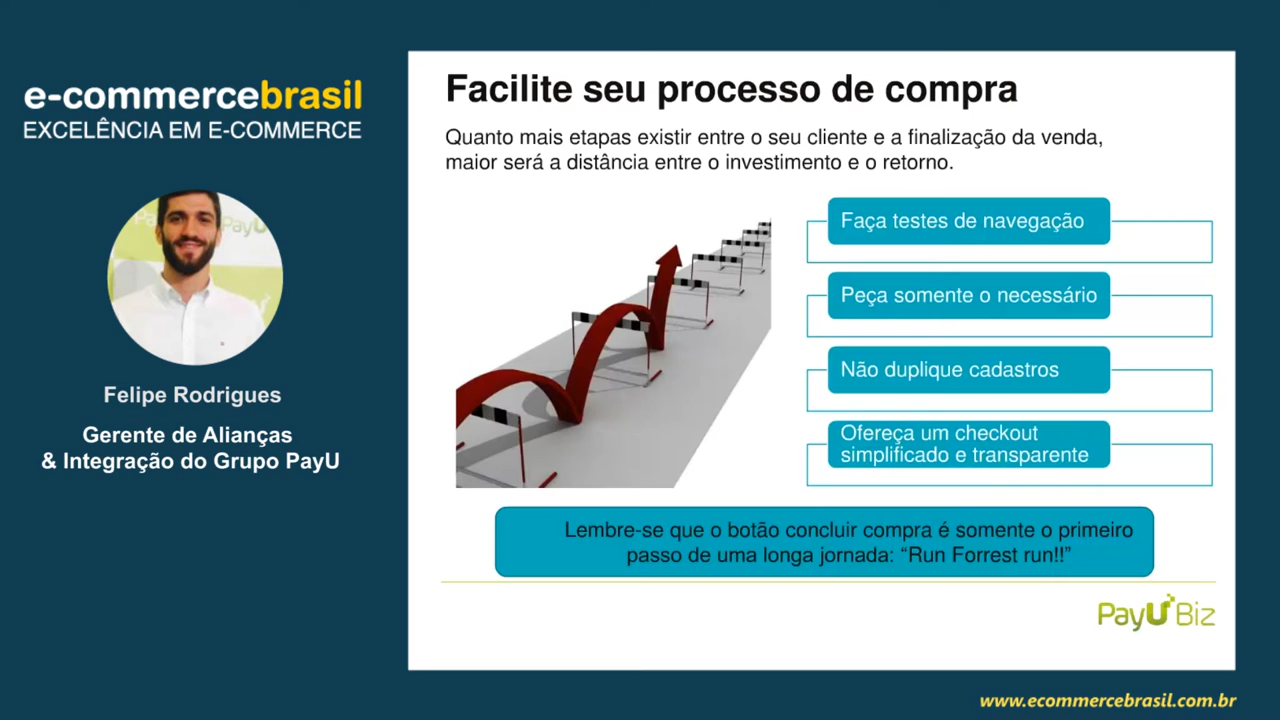 e-commercebrasil
EXCELÊNCIA EM E-COMMERCE
Felipe Rodrigues
Gerente de Alianças
& Integração do Grupo PayU
Facilite seu processo de compra
Quanto mais etapas existir entre o seu cliente e a finalização da venda,
maior será a distância entre o investimento e o retorno.
Faça testes de navegação
Peça somente o necessário
Não duplique cadastros
Ofereça um checkout
simplificado e transparente
Lembre-se que o botão concluir compra é somente o primeiro
passo de uma longa jornada: “Run Forrest run!!”
PayU Biz
www.ecommercebrasil.com.br